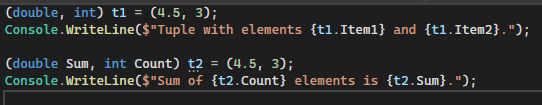 (double, int) t1 = (4.5, 3);
Console.WriteLine($"Tuple with elements {t1.Item1} and {t1.Item2}.");
(double Sum, int Count) t2 = (4.5, 3);
Console.WriteLine($"Sum of {t2.Count} elements is {t2.Sum}.");